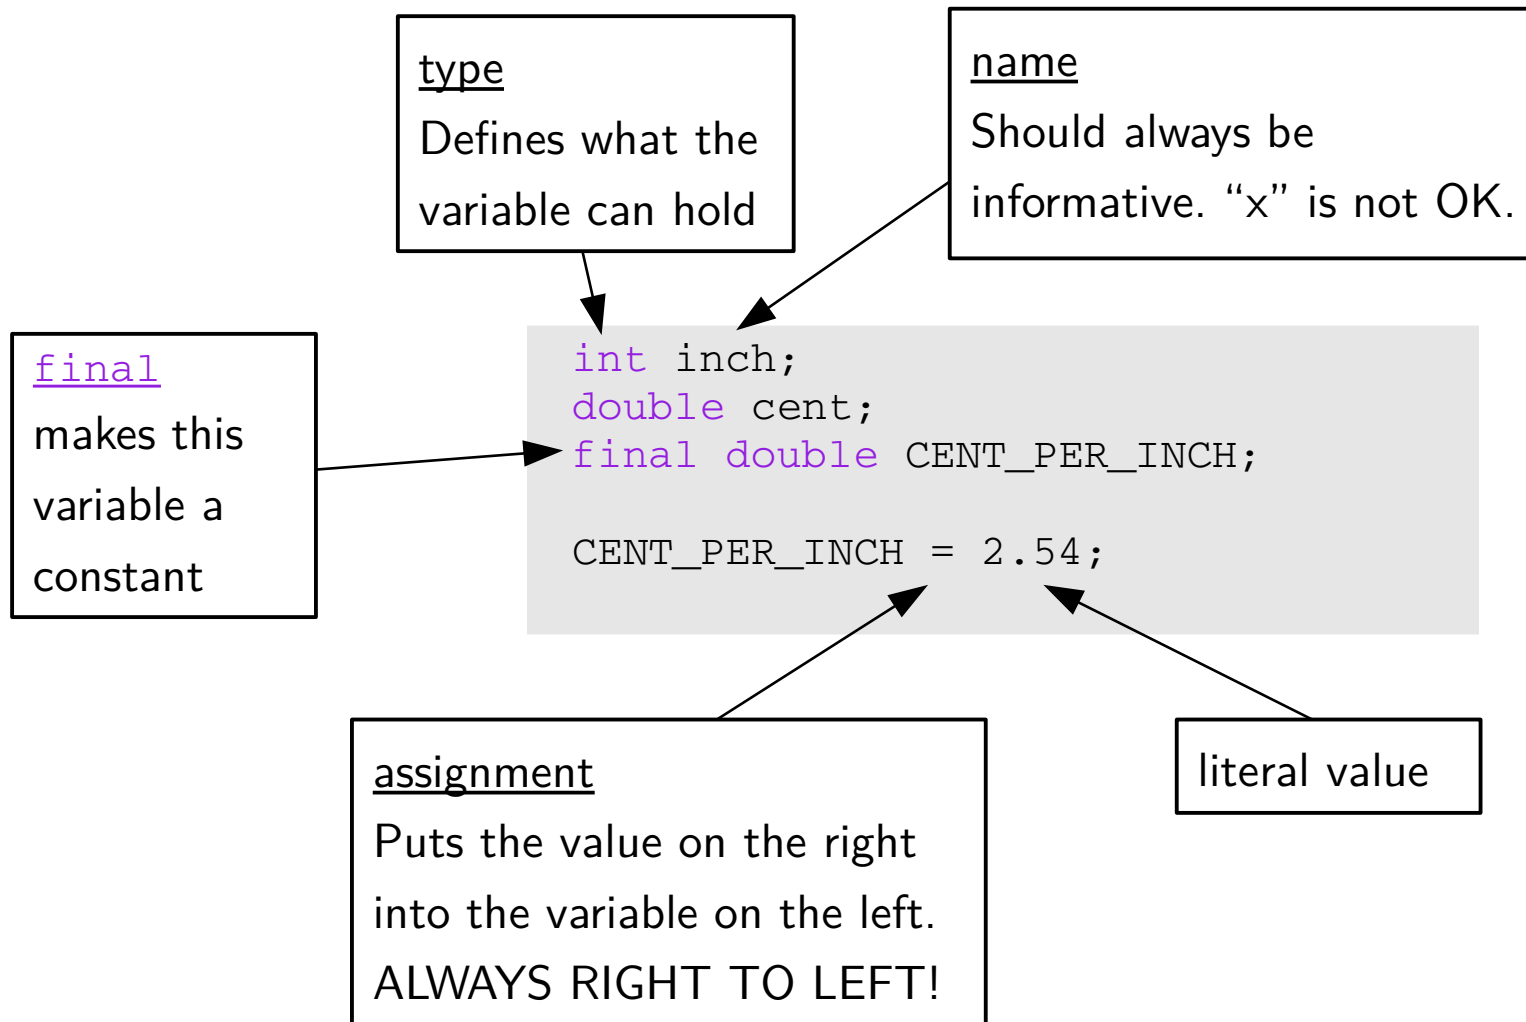 type
Defines what the
variable can hold
name
Should always be
informative. “x” is not OK.
final
makes this
variable a
constant
int inch;
double cent;
final double CENT_PER_INCH;
CENT_PER_INCH = 2.54;
assignment
Puts the value on the right
into the variable on the left.
ALWAYS RIGHT TO LEFT!
literal value